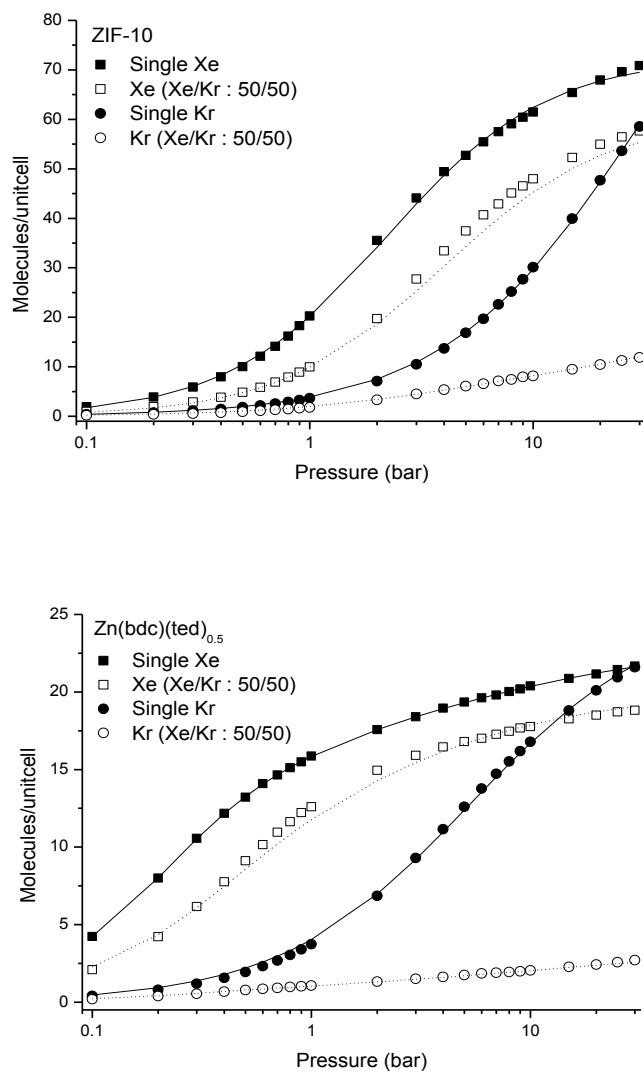 80
70
60
50
40
30
20
10
0
Molecules/unitcell
ZIF-10
Single Xe
Xe (Xe/Kr : 50/50)
Single Kr
Kr (Xe/Kr : 50/50)
0.1
1
10
Pressure (bar)
25
20
15
10
5
0
Molecules/unitcell
Zn(bdc)(ted)0.5
Single Xe
Xe (Xe/Kr : 50/50)
Single Kr
Kr (Xe/Kr : 50/50)
0.1
1
10
Pressure (bar)